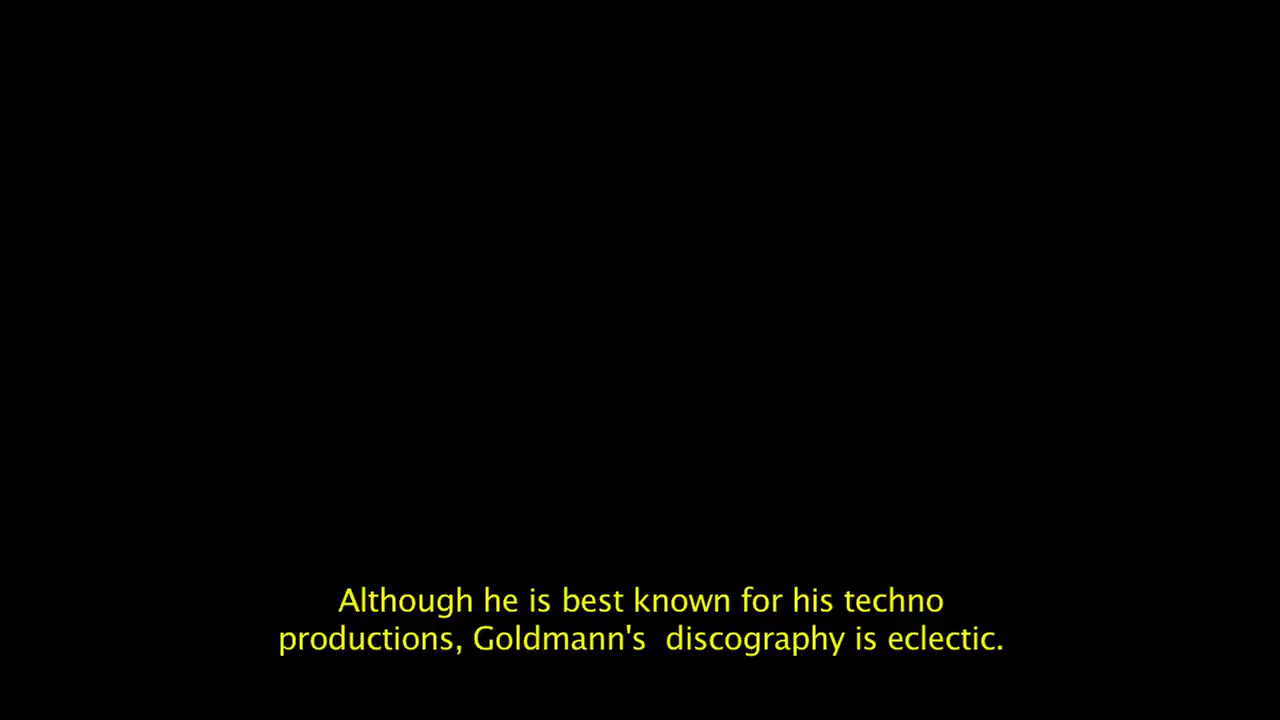 Although he is best known for his techno
productions, Goldmann's  discography is eclectic.